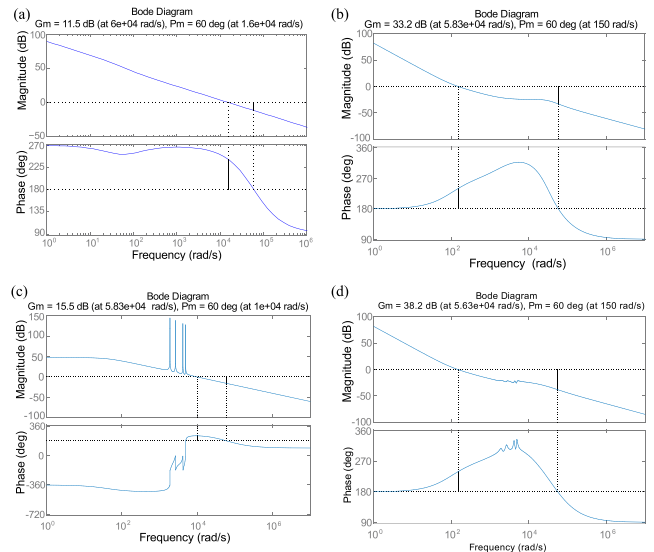 (a)
Bode Diagram
Gm = 11.5 dB (at 6e+04 rad/s), Pm = 60 deg (at 1.6e+04 rad/s)
Magnitude (dB)
100
50
0
-50
Phase (deg)
270
225
180
135
90
10^0 10^1 10^2 10^3 10^4 10^5 10^6
Frequency (rad/s)
(b)
Bode Diagram
Gm = 33.2 dB (at 5.83e+04 rad/s), Pm = 60 deg (at 150 rad/s)
Magnitude (dB)
100
50
0
-50
-100
Phase (deg)
360
270
180
90
10^0 10^2 10^4 10^6
Frequency (rad/s)
(c)
Bode Diagram
Gm = 15.5 dB (at 5.83e+04 rad/s), Pm = 60 deg (at 1e+04 rad/s)
Magnitude (dB)
150
100
50
0
-50
-100
Phase (deg)
360
0
-360
-720
10^0 10^2 10^4 10^6
Frequency (rad/s)
(d)
Bode Diagram
Gm = 38.2 dB (at 5.63e+04 rad/s), Pm = 60 deg (at 150 rad/s)
Magnitude (dB)
100
50
0
-50
-100
Phase (deg)
360
270
180
90
10^0 10^2 10^4 10^6
Frequency (rad/s)